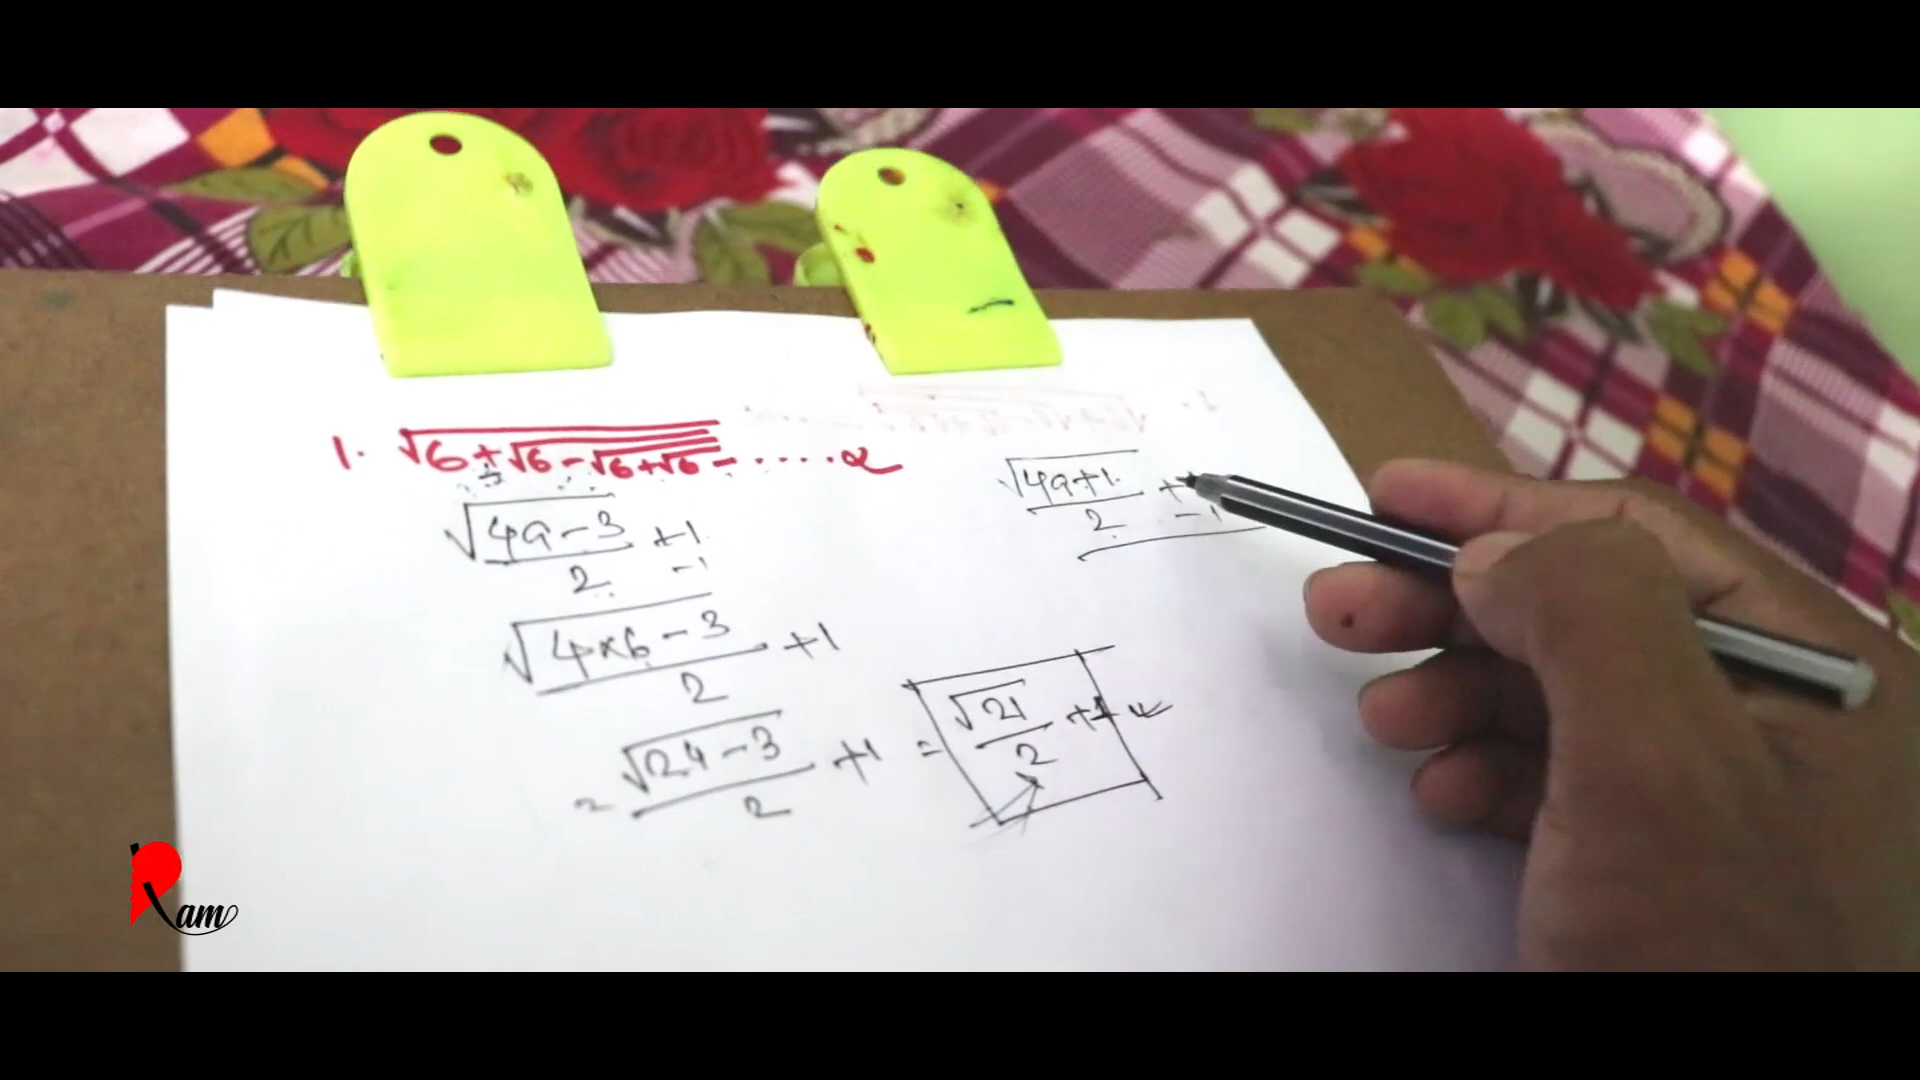 1. √6+√6-√6+√6-.....α
√4a-3 +1
2 -1
√4×6-3 +1
2
= √24-3 +1 = √21 +1
2 2
√4a+1 +
2 -1
Ram